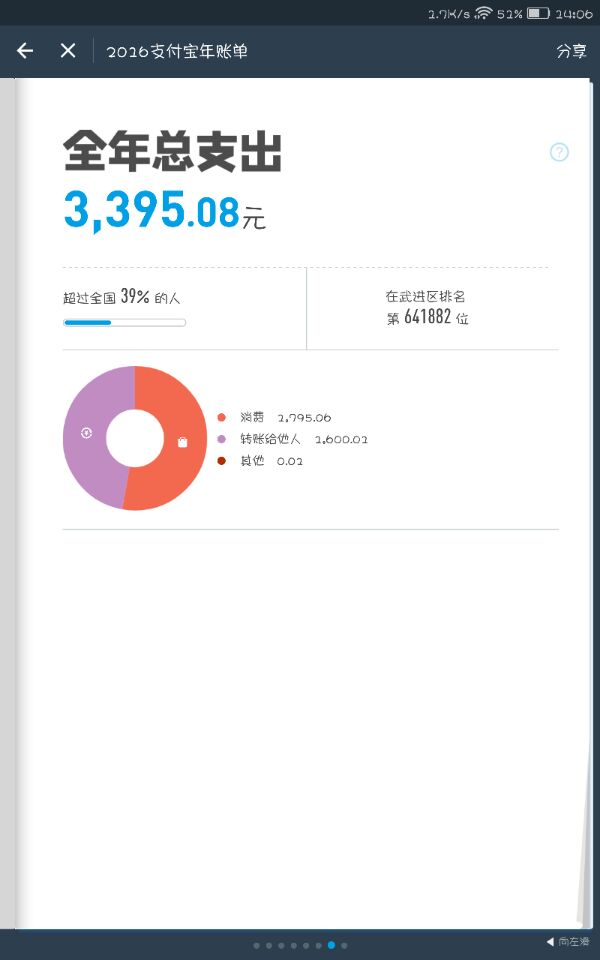 2.7K/s 52% 14:06
2016支付宝年账单 分享
全年总支出
?
3,395.08元
超过全国 39% 的人
在武进区排名
第 641882 位
消费 2,795.06
转账给他人 2,600.02
其他 0.02
向左滑